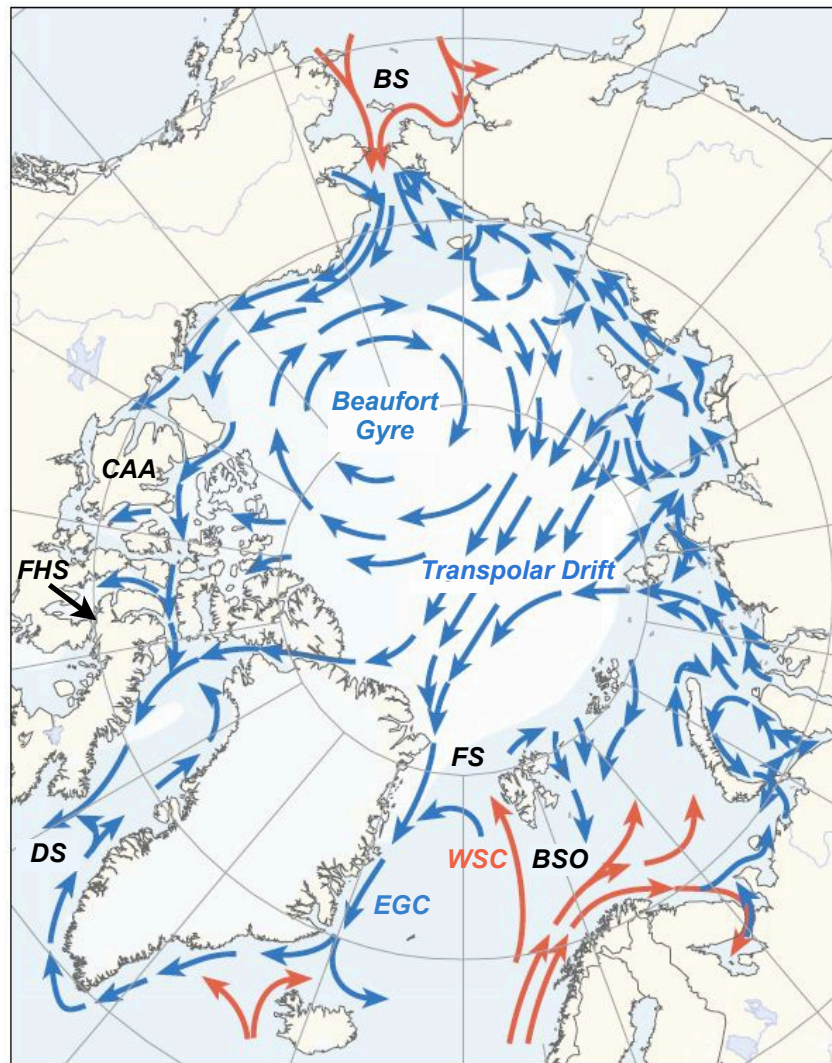 BS
Beaufort
Gyre
CAA
FHS
Transpolar Drift
FS
DS
WSC
BSO
EGC